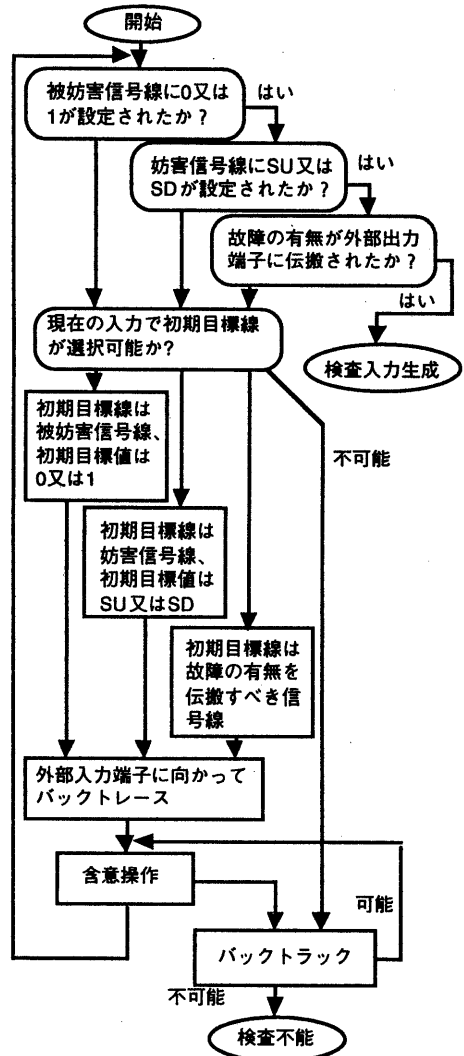 開始
被妨害信号線に0又は
1が設定されたか?
はい
妨害信号線にSU又は
SDが設定されたか?
はい
故障の有無が外部出力
端子に伝搬されたか?
はい
検査入力生成
現在の入力で初期目標線
が選択可能か?
不可能
初期目標線は
被妨害信号線、
初期目標値は
0又は1
初期目標線は
妨害信号線、
初期目標値は
SU又はSD
初期目標線は
故障の有無を
伝搬すべき信
号線
外部入力端子に向かって
バックトレース
含意操作
可能
バックトラック
不可能
検査不能